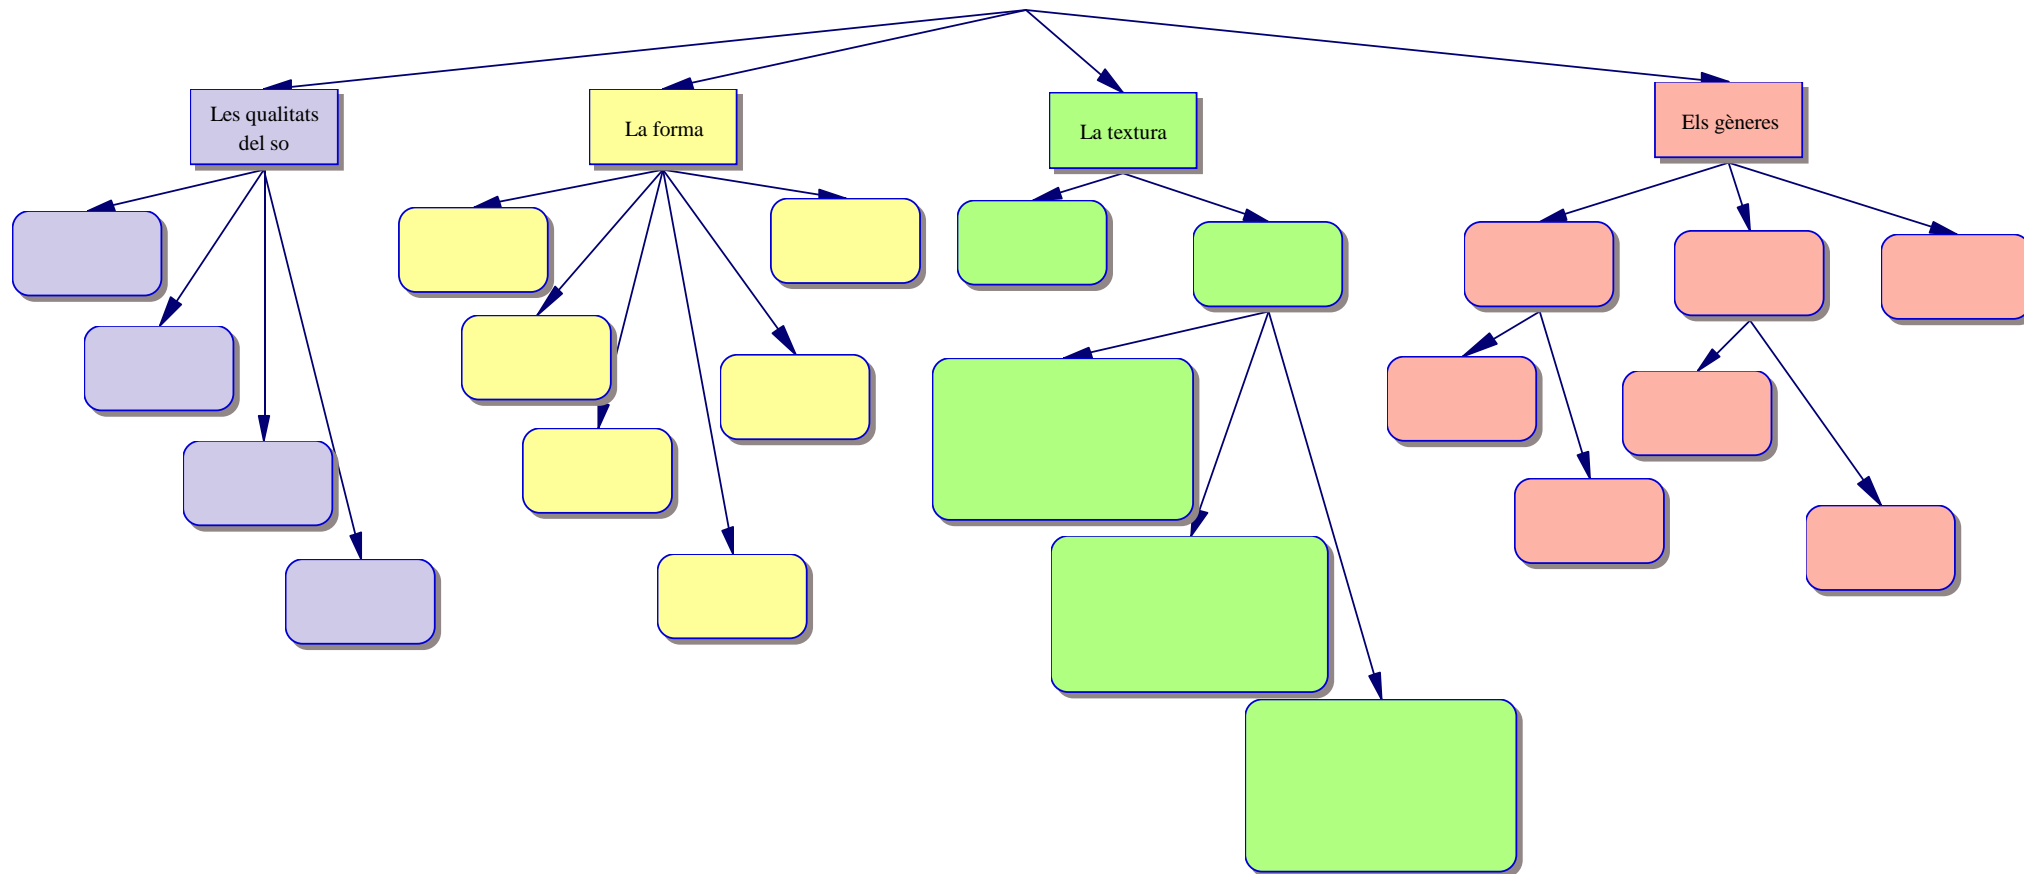 Les qualitats
del so
La forma
La textura
Els gèneres